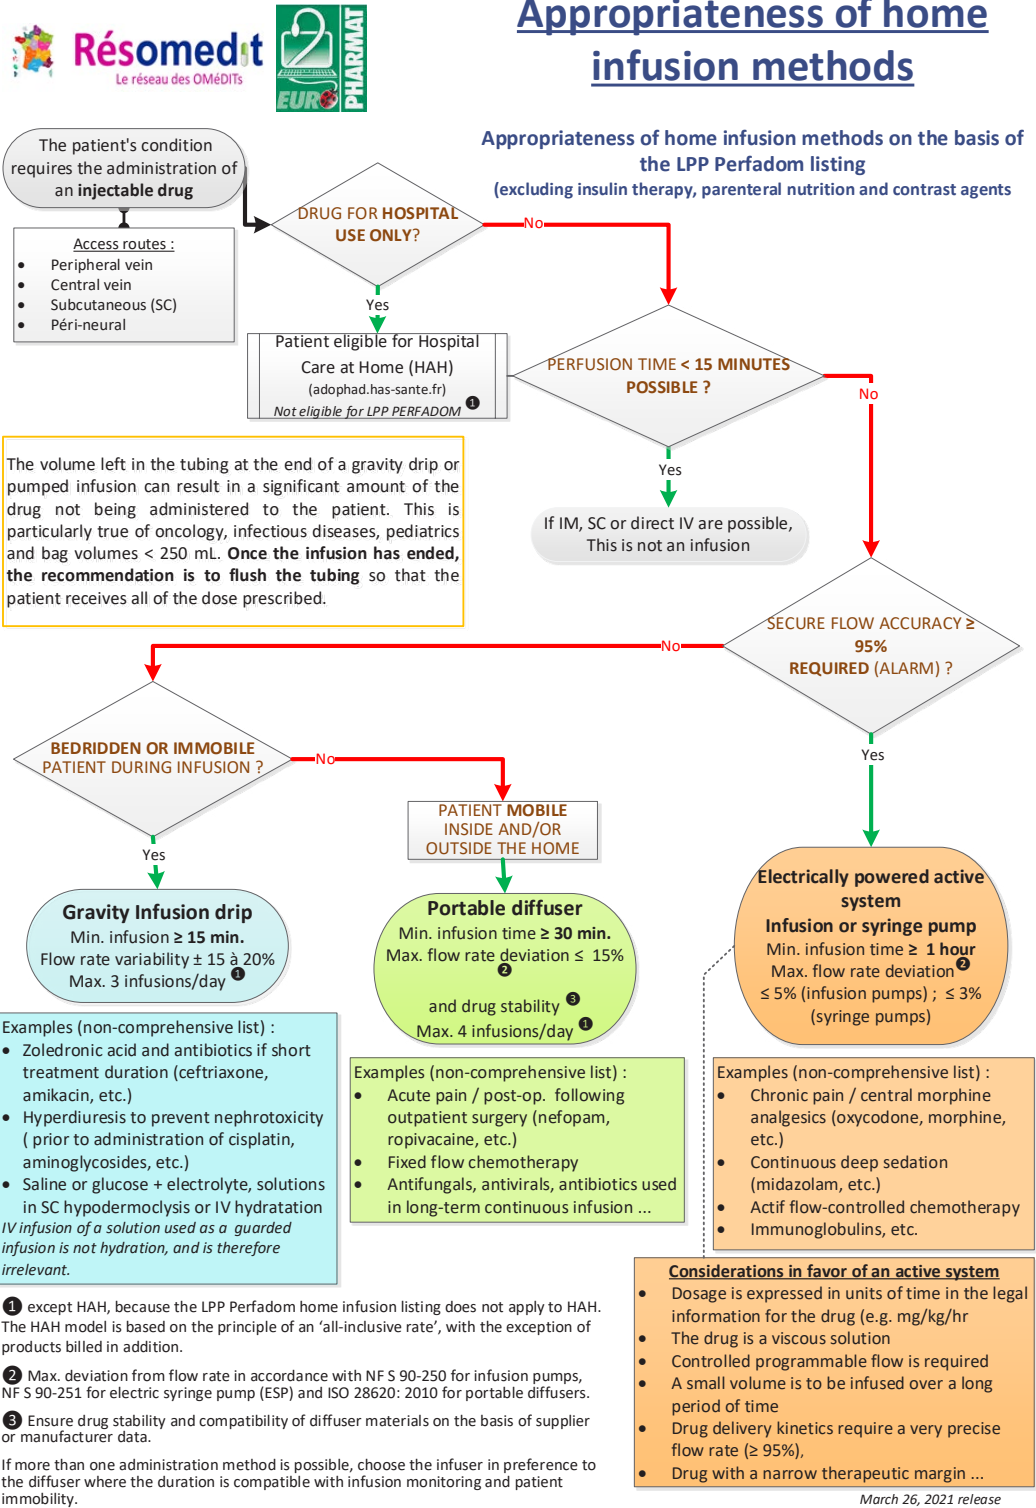 Appropriateness of home
infusion methods
Résomedit
Le réseau des OMéDITs
EURO
PHARMAT
Appropriateness of home infusion methods on the basis of
the LPP Perfadom listing
(excluding insulin therapy, parenteral nutrition and contrast agents
The patient's condition
requires the administration of
an injectable drug
Access routes :
• Peripheral vein
• Central vein
• Subcutaneous (SC)
• Péri-neural
DRUG FOR HOSPITAL
USE ONLY?
No
Yes
Patient eligible for Hospital
Care at Home (HAH)
(adophad.has-sante.fr)
Not eligible for LPP PERFADOM ❶
PERFUSION TIME < 15 MINUTES
POSSIBLE ?
No
Yes
If IM, SC or direct IV are possible,
This is not an infusion
The volume left in the tubing at the end of a gravity drip or
pumped infusion can result in a significant amount of the
drug not being administered to the patient. This is
particularly true of oncology, infectious diseases, pediatrics
and bag volumes < 250 mL. Once the infusion has ended,
the recommendation is to flush the tubing so that the
patient receives all of the dose prescribed.
SECURE FLOW ACCURACY ≥
95%
REQUIRED (ALARM) ?
No
Yes
BEDRIDDEN OR IMMOBILE
PATIENT DURING INFUSION ?
No
Yes
PATIENT MOBILE
INSIDE AND/OR
OUTSIDE THE HOME
Gravity Infusion drip
Min. infusion ≥ 15 min.
Flow rate variability ± 15 à 20%
Max. 3 infusions/day ❶
Portable diffuser
Min. infusion time ≥ 30 min.
Max. flow rate deviation ≤ 15%
❷
and drug stability ❸
Max. 4 infusions/day ❶
Electrically powered active
system
Infusion or syringe pump
Min. infusion time ≥ 1 hour
Max. flow rate deviation ❷
≤ 5% (infusion pumps) ; ≤ 3%
(syringe pumps)
Examples (non-comprehensive list) :
• Zoledronic acid and antibiotics if short
treatment duration (ceftriaxone,
amikacin, etc.)
• Hyperdiuresis to prevent nephrotoxicity
( prior to administration of cisplatin,
aminoglycosides, etc.)
• Saline or glucose + electrolyte, solutions
in SC hypodermoclysis or IV hydratation
IV infusion of a solution used as a guarded
infusion is not hydration, and is therefore
irrelevant.
Examples (non-comprehensive list) :
• Acute pain / post-op. following
outpatient surgery (nefopam,
ropivacaine, etc.)
• Fixed flow chemotherapy
• Antifungals, antivirals, antibiotics used
in long-term continuous infusion ...
Examples (non-comprehensive list) :
• Chronic pain / central morphine
analgesics (oxycodone, morphine,
etc.)
• Continuous deep sedation
(midazolam, etc.)
• Actif flow-controlled chemotherapy
• Immunoglobulins, etc.
Considerations in favor of an active system
• Dosage is expressed in units of time in the legal
information for the drug (e.g. mg/kg/hr
• The drug is a viscous solution
• Controlled programmable flow is required
• A small volume is to be infused over a long
period of time
• Drug delivery kinetics require a very precise
flow rate (≥ 95%),
• Drug with a narrow therapeutic margin ...
❶ except HAH, because the LPP Perfadom home infusion listing does not apply to HAH.
The HAH model is based on the principle of an ‘all-inclusive rate’, with the exception of
products billed in addition.
❷ Max. deviation from flow rate in accordance with NF S 90-250 for infusion pumps,
NF S 90-251 for electric syringe pump (ESP) and ISO 28620: 2010 for portable diffusers.
❸ Ensure drug stability and compatibility of diffuser materials on the basis of supplier
or manufacturer data.
If more than one administration method is possible, choose the infuser in preference to
the diffuser where the duration is compatible with infusion monitoring and patient
immobility.
March 26, 2021 release